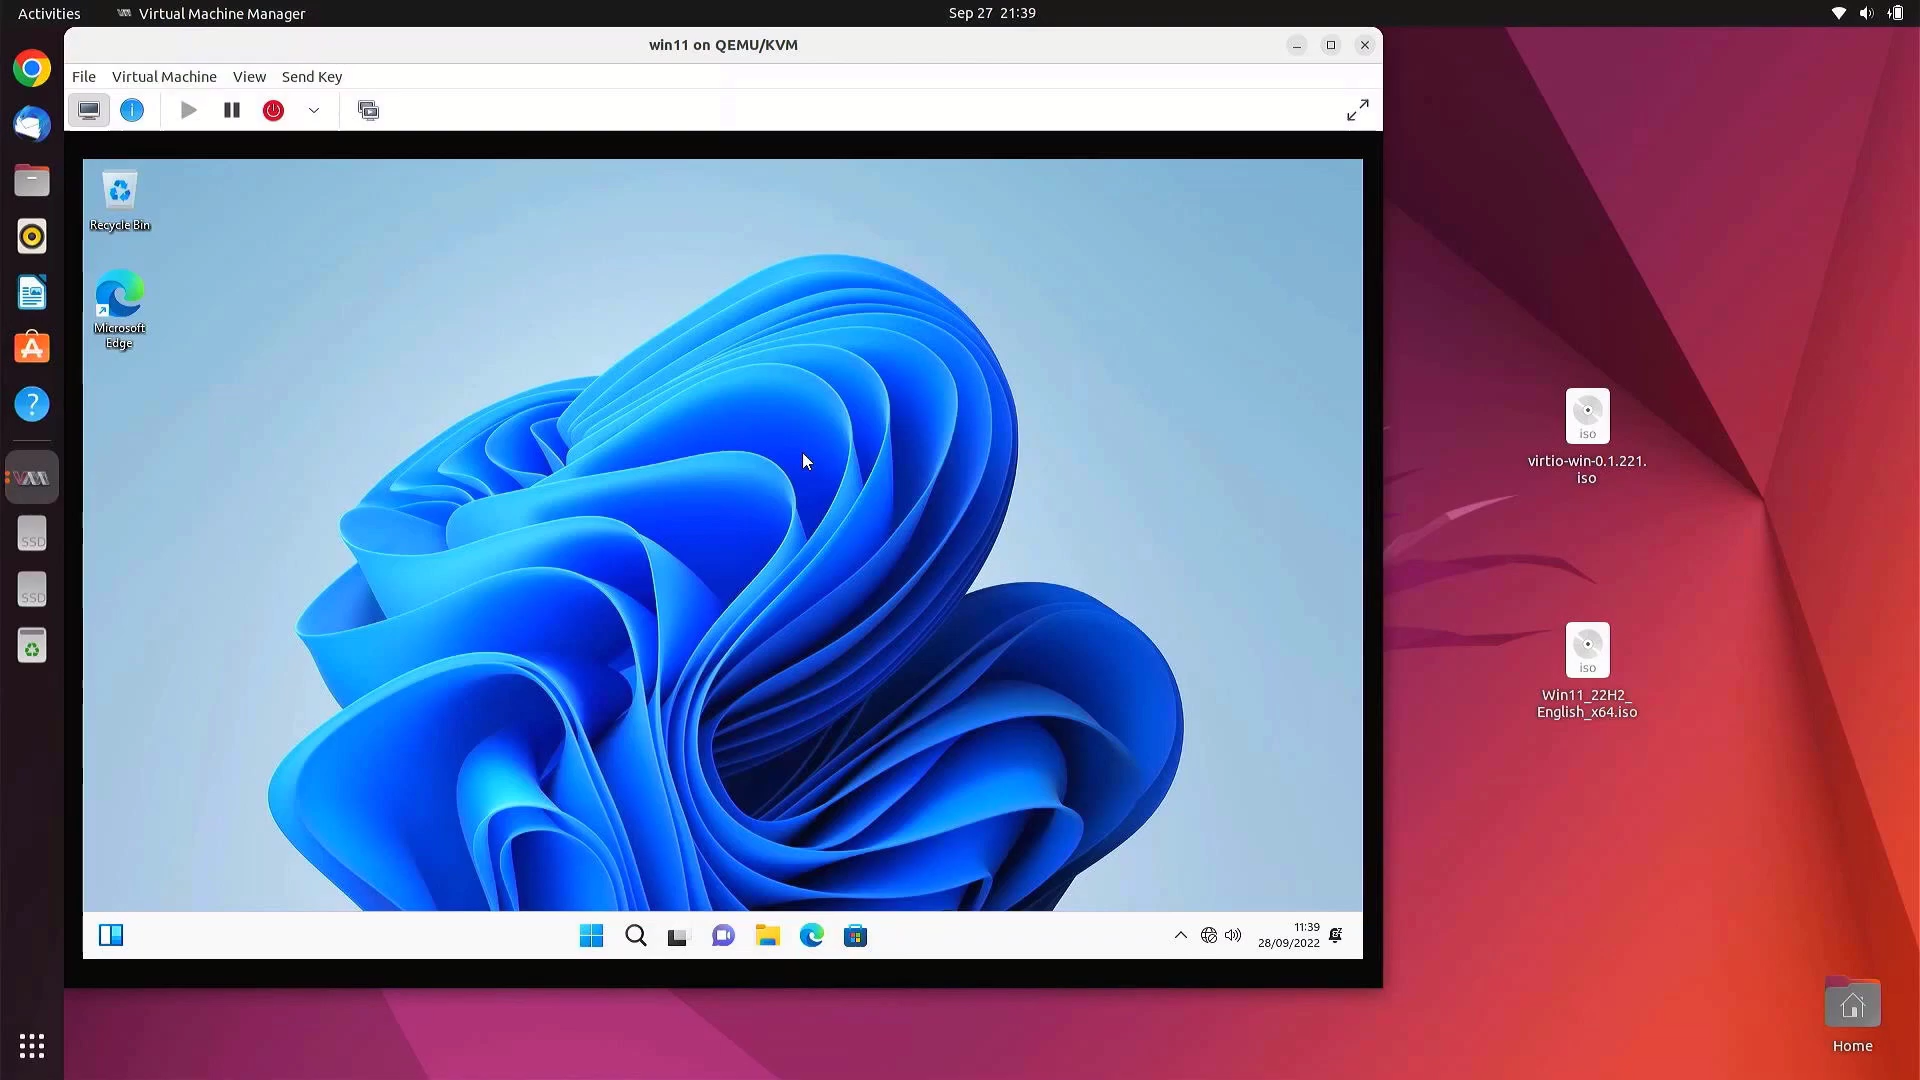 Activities
Virtual Machine Manager
Sep 27 21:39
win11 on QEMU/KVM
File
Virtual Machine
View
Send Key
Recycle Bin
Microsoft
Edge
iso
virtio-win-0.1.221.
iso
iso
Win11_22H2_
English_x64.iso
SSD
SSD
11:39
28/09/2022
Home